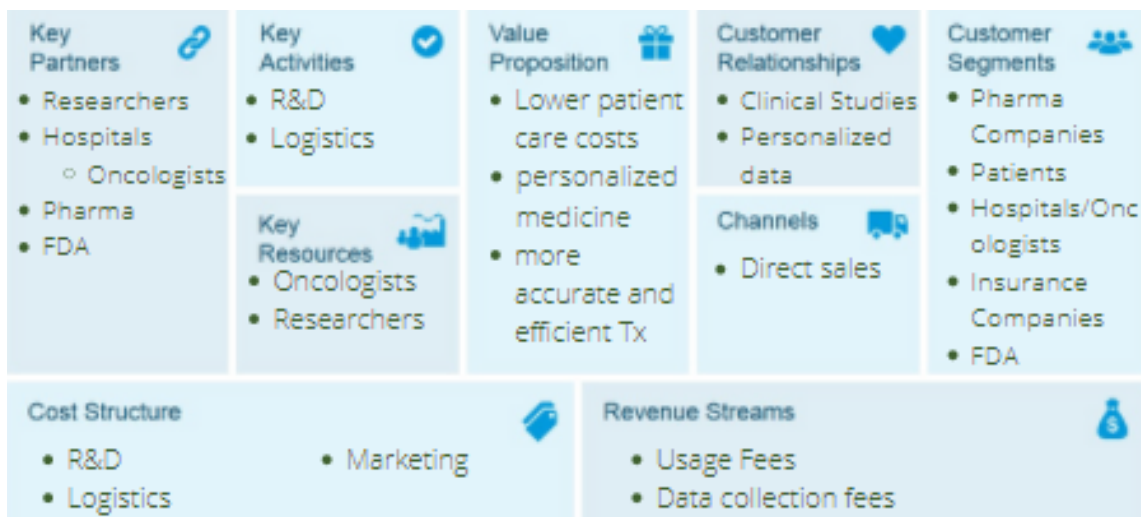 Key
Partners
• Researchers
• Hospitals
○ Oncologists
• Pharma
• FDA
Key
Activities
• R&D
• Logistics
Key
Resources
• Oncologists
• Researchers
Value
Proposition
• Lower patient
care costs
• personalized
medicine
• more
accurate and
efficient Tx
Customer
Relationships
• Clinical Studies
• Personalized
data
Channels
• Direct sales
Customer
Segments
• Pharma
Companies
• Patients
• Hospitals/Onc
ologists
• Insurance
Companies
• FDA
Cost Structure
• R&D
• Logistics
• Marketing
Revenue Streams
$
• Usage Fees
• Data collection fees